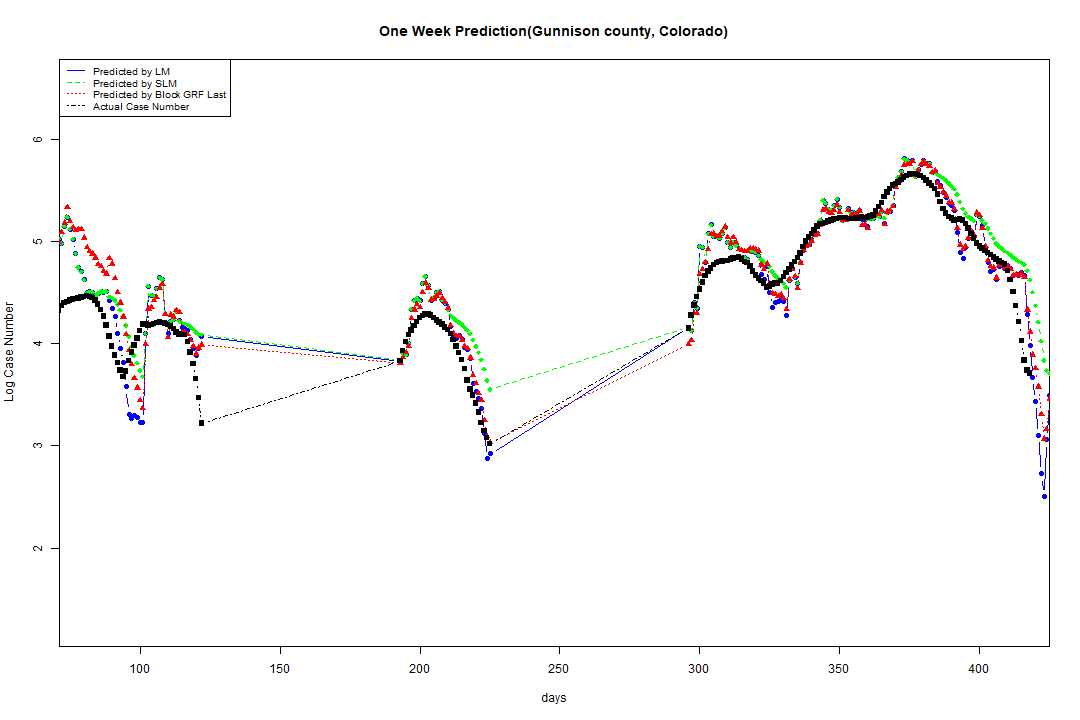 One Week Prediction(Gunnison county, Colorado)
Predicted by LM
Predicted by SLM
Predicted by Block GRF Last
Actual Case Number
6
5
4
3
2
Log Case Number
100
150
200
250
300
350
400
days